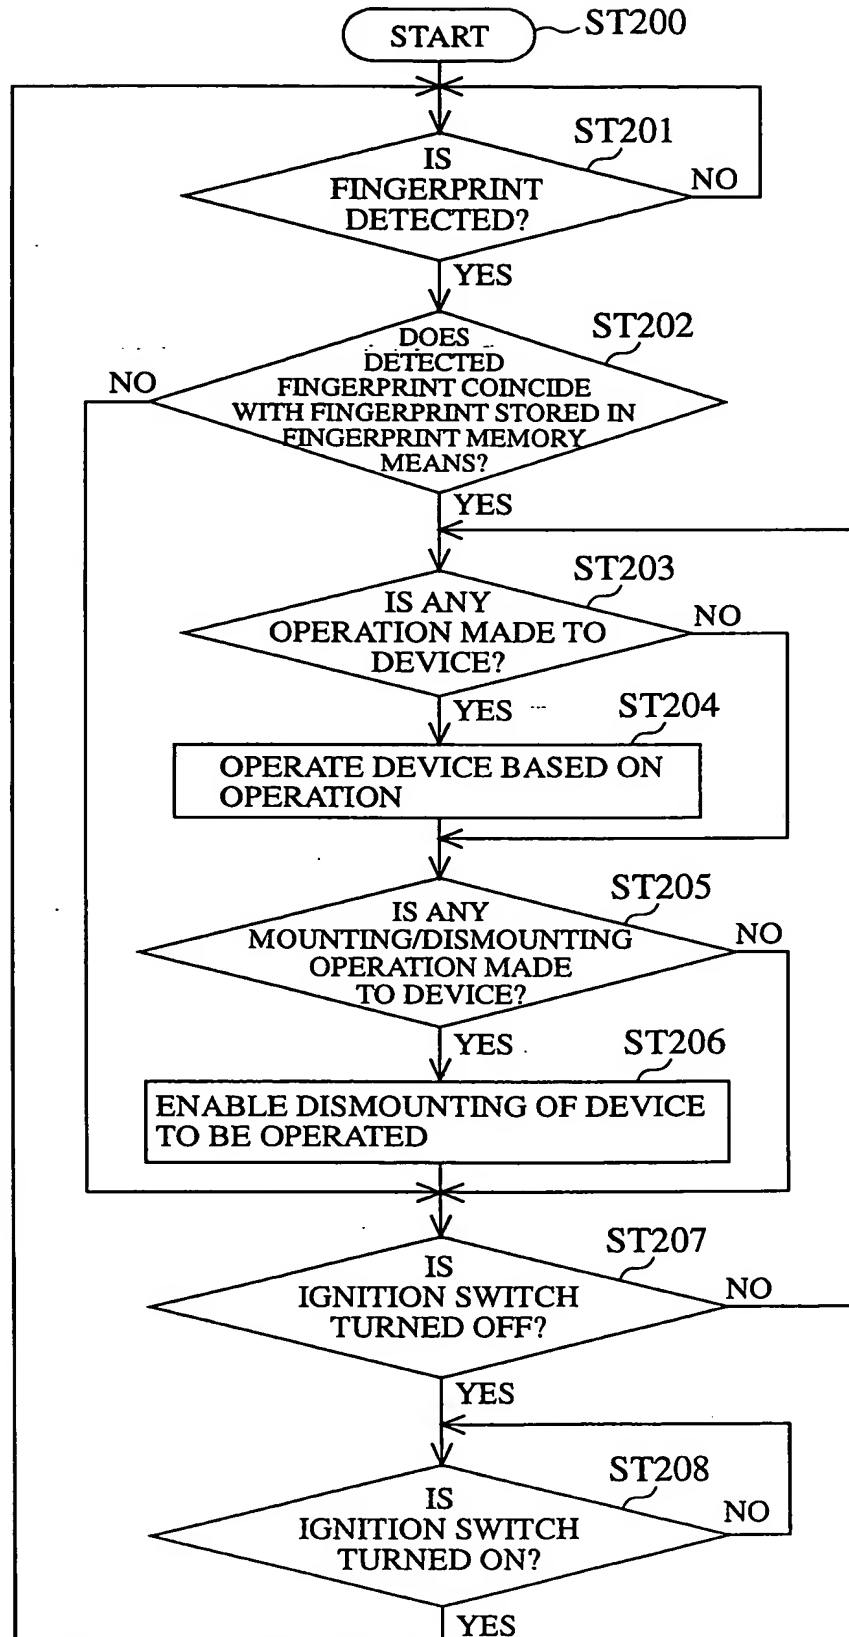 START
ST200
ST201
IS
FINGERPRINT
DETECTED?
NO
YES
ST202
DOES
DETECTED
FINGERPRINT COINCIDE
WITH FINGERPRINT STORED IN
FINGERPRINT MEMORY
MEANS?
NO
YES
ST203
IS ANY
OPERATION MADE TO
DEVICE?
NO
YES
ST204
OPERATE DEVICE BASED ON
OPERATION
ST205
IS ANY
MOUNTING/DISMOUNTING
OPERATION MADE
TO DEVICE?
NO
YES
ST206
ENABLE DISMOUNTING OF DEVICE
TO BE OPERATED
ST207
IS
IGNITION SWITCH
TURNED OFF?
NO
YES
ST208
IS
IGNITION SWITCH
TURNED ON?
NO
YES